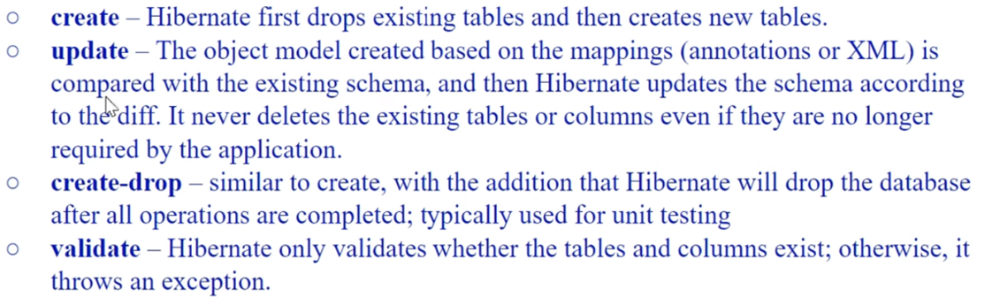 ○ create – Hibernate first drops existing tables and then creates new tables.
○ update – The object model created based on the mappings (annotations or XML) is
compared with the existing schema, and then Hibernate updates the schema according
to the diff. It never deletes the existing tables or columns even if they are no longer
required by the application.
○ create-drop – similar to create, with the addition that Hibernate will drop the database
after all operations are completed; typically used for unit testing
○ validate – Hibernate only validates whether the tables and columns exist; otherwise, it
throws an exception.